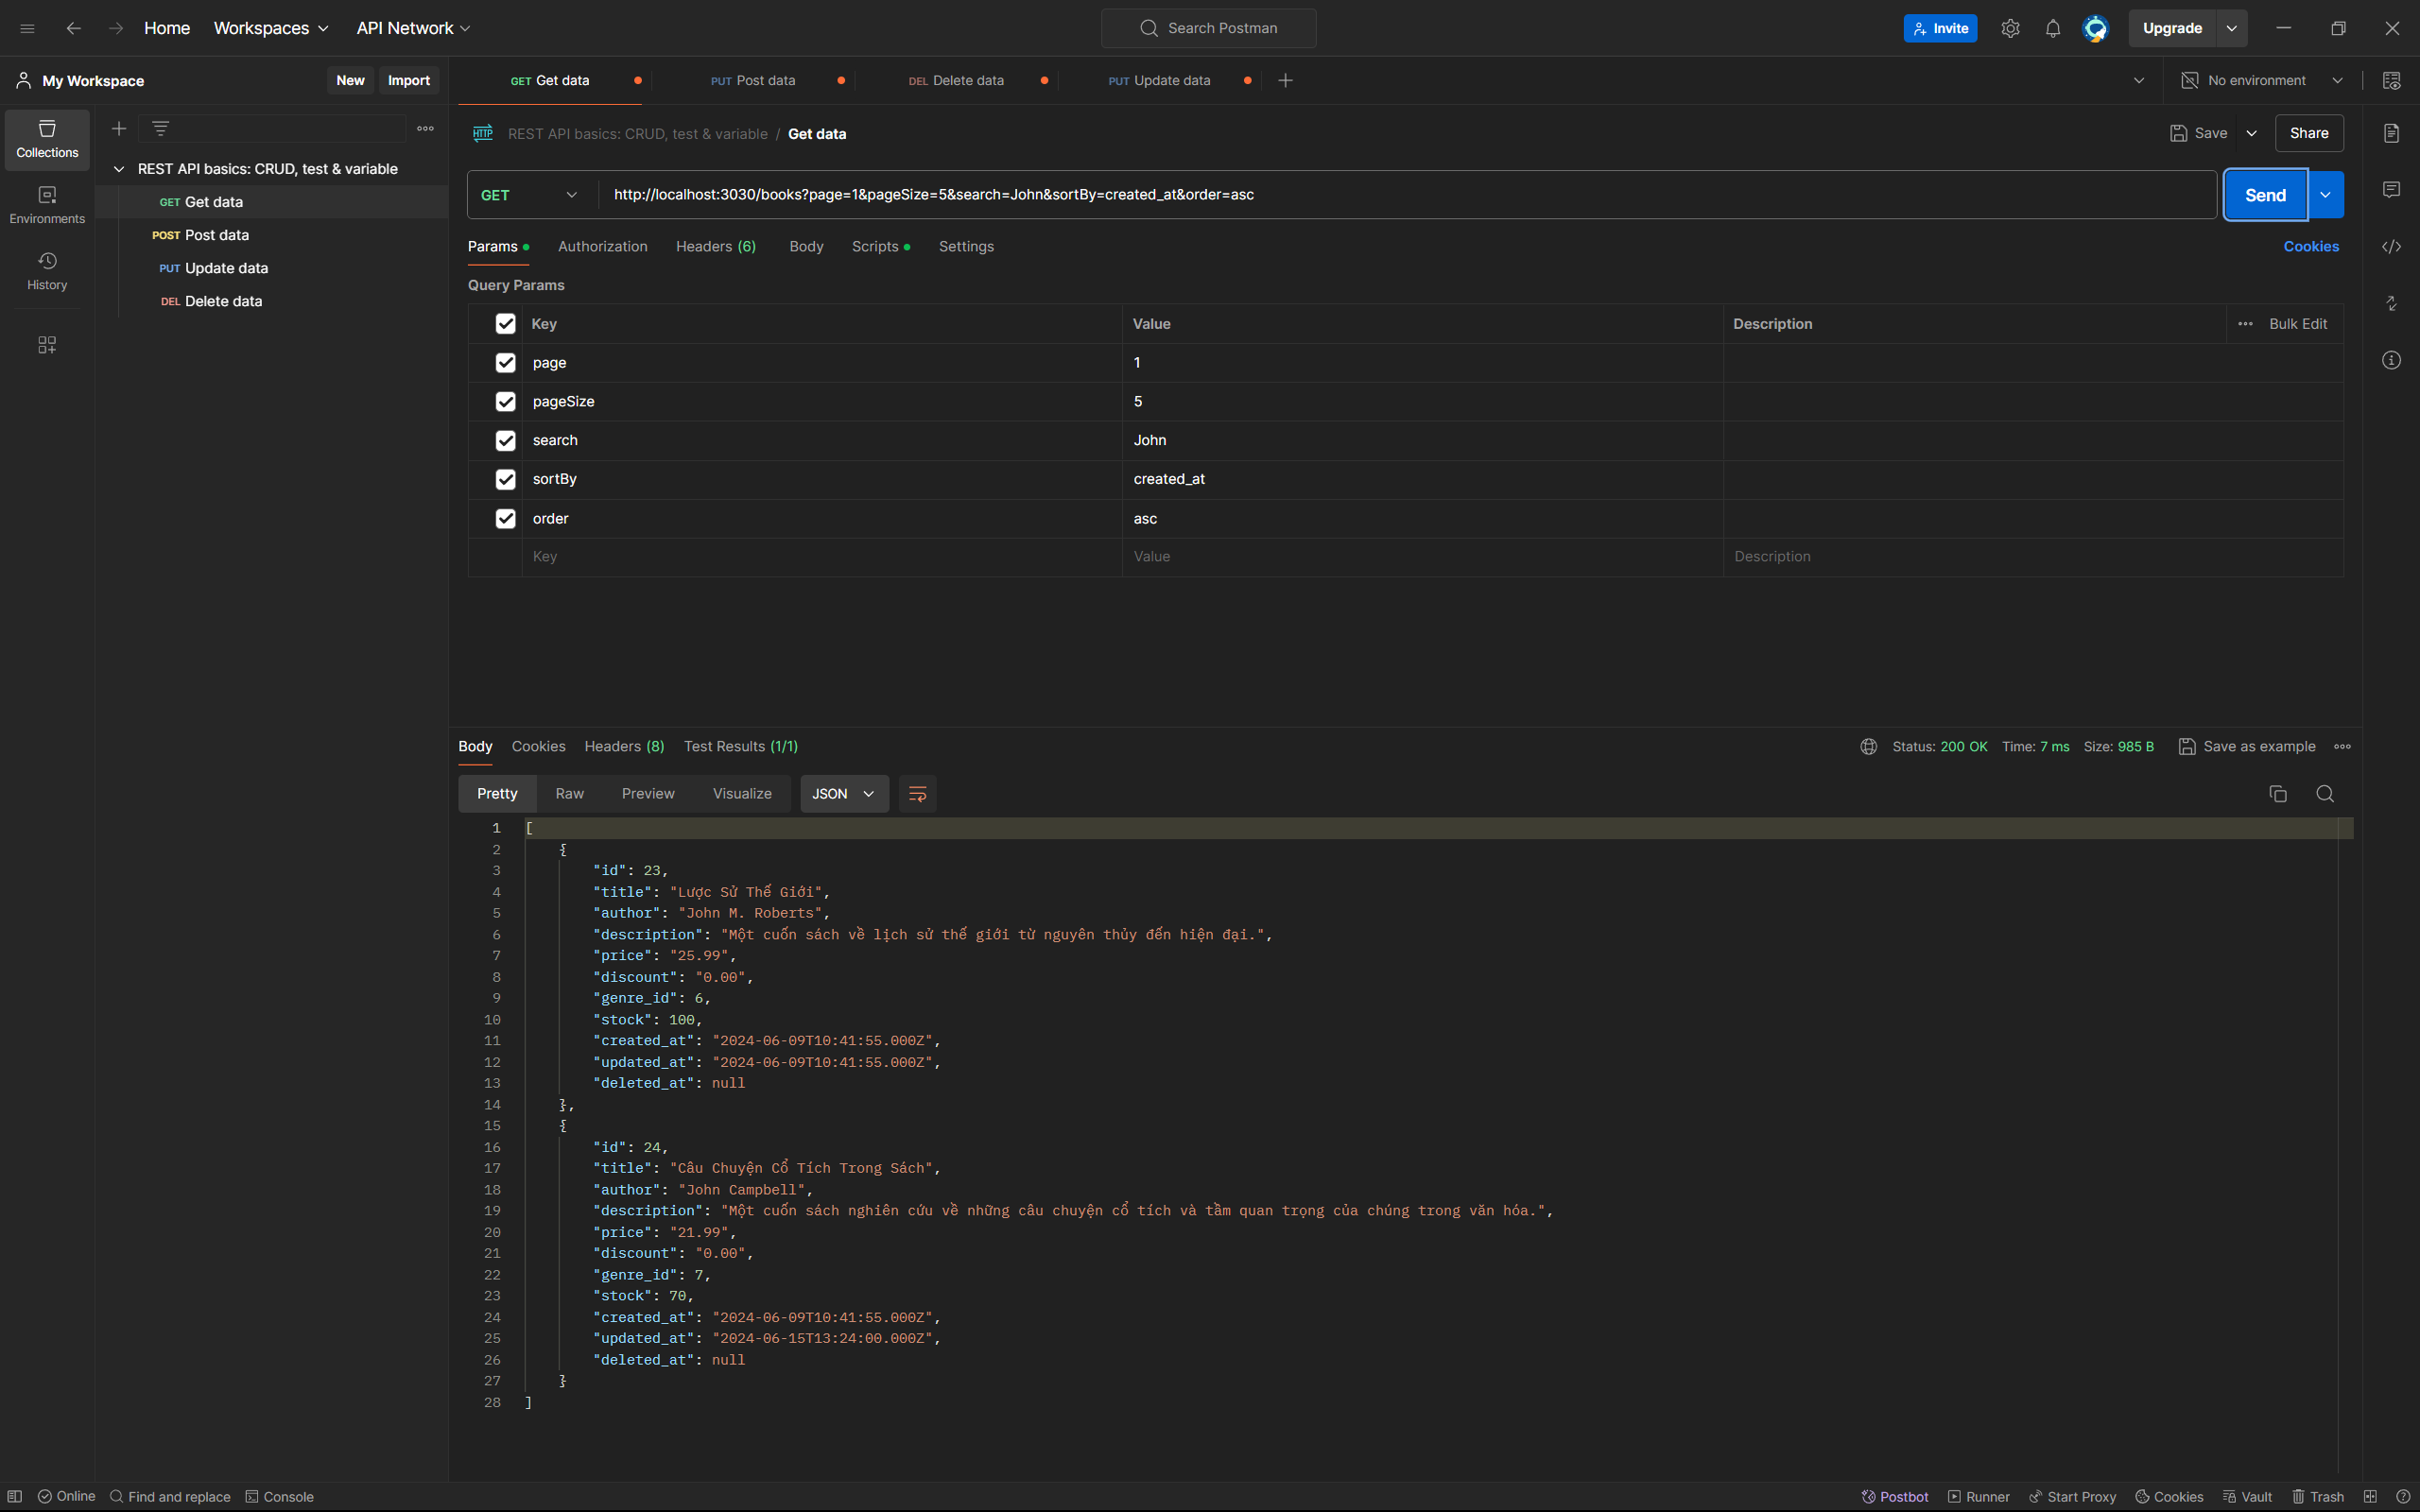 Home Workspaces API Network Search Postman Invite Upgrade
My Workspace New Import GET Get data PUT Post data DEL Delete data PUT Update data No environment
Collections
Environments
History
REST API basics: CRUD, test & variable
GET Get data
POST Post data
PUT Update data
DEL Delete data
HTTP REST API basics: CRUD, test & variable / Get data Save Share
GET http://localhost:3030/books?page=1&pageSize=5&search=John&sortBy=created_at&order=asc Send
Params Authorization Headers (6) Body Scripts Settings Cookies
Query Params
Key Value Description Bulk Edit
page 1
pageSize 5
search John
sortBy created_at
order asc
Key Value Description
Body Cookies Headers (8) Test Results (1/1) Status: 200 OK Time: 7 ms Size: 985 B Save as example
Pretty Raw Preview Visualize JSON
1 [
2 {
3 "id": 23,
4 "title": "Lược Sử Thế Giới",
5 "author": "John M. Roberts",
6 "description": "Một cuốn sách về lịch sử thế giới từ nguyên thủy đến hiện đại.",
7 "price": "25.99",
8 "discount": "0.00",
9 "genre_id": 6,
10 "stock": 100,
11 "created_at": "2024-06-09T10:41:55.000Z",
12 "updated_at": "2024-06-09T10:41:55.000Z",
13 "deleted_at": null
14 },
15 {
16 "id": 24,
17 "title": "Câu Chuyện Cổ Tích Trong Sách",
18 "author": "John Campbell",
19 "description": "Một cuốn sách nghiên cứu về những câu chuyện cổ tích và tầm quan trọng của chúng trong văn hóa.",
20 "price": "21.99",
21 "discount": "0.00",
22 "genre_id": 7,
23 "stock": 70,
24 "created_at": "2024-06-09T10:41:55.000Z",
25 "updated_at": "2024-06-15T13:24:00.000Z",
26 "deleted_at": null
27 }
28 ]
Online Find and replace Console Postbot Runner Start Proxy Cookies Vault Trash